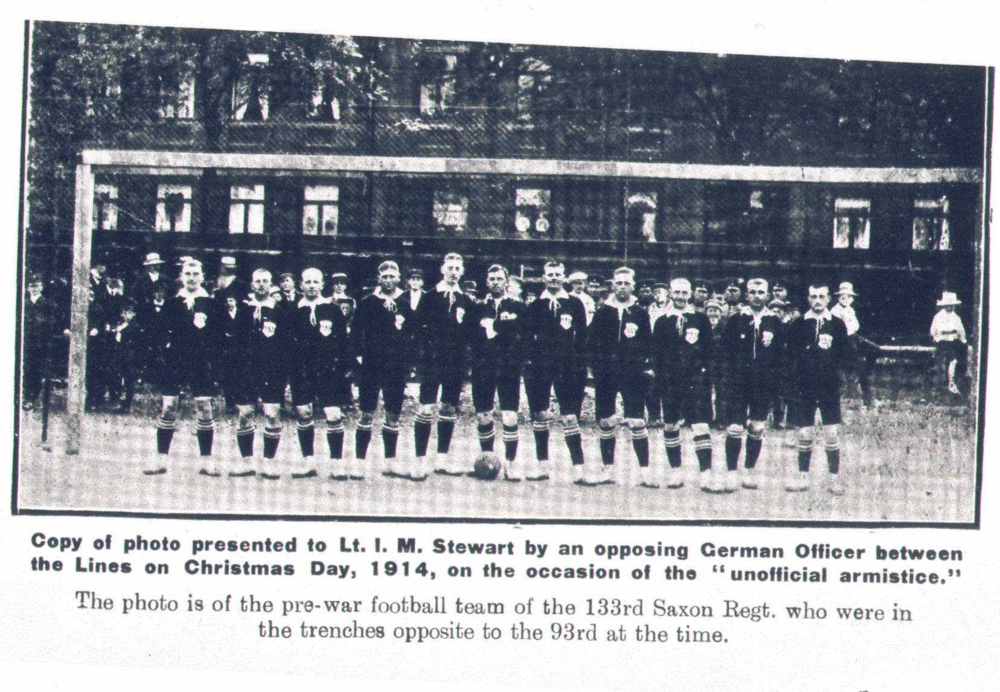 Copy of photo presented to Lt. I. M. Stewart by an opposing German Officer between
the Lines on Christmas Day, 1914, on the occasion of the "unofficial armistice."
The photo is of the pre-war football team of the 133rd Saxon Regt. who were in
the trenches opposite to the 93rd at the time.